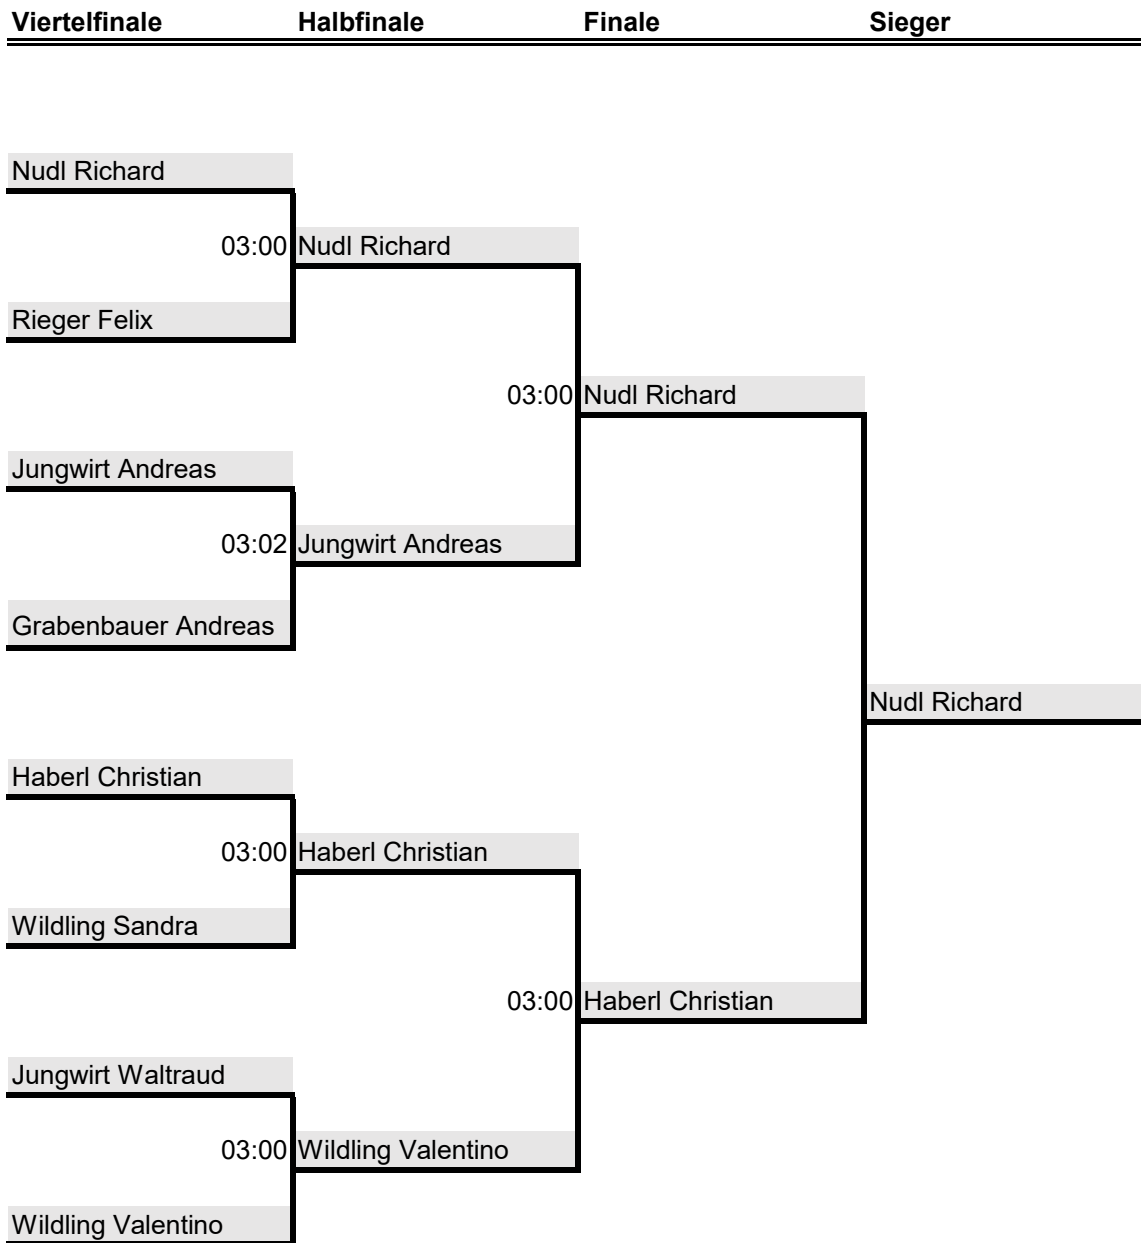 Viertelfinale Halbfinale Finale Sieger
Nudl Richard
03:00 Nudl Richard
Rieger Felix
03:00 Nudl Richard
Jungwirt Andreas
03:02 Jungwirt Andreas
Grabenbauer Andreas
Nudl Richard
Haberl Christian
03:00 Haberl Christian
Wildling Sandra
03:00 Haberl Christian
Jungwirt Waltraud
03:00 Wildling Valentino
Wildling Valentino